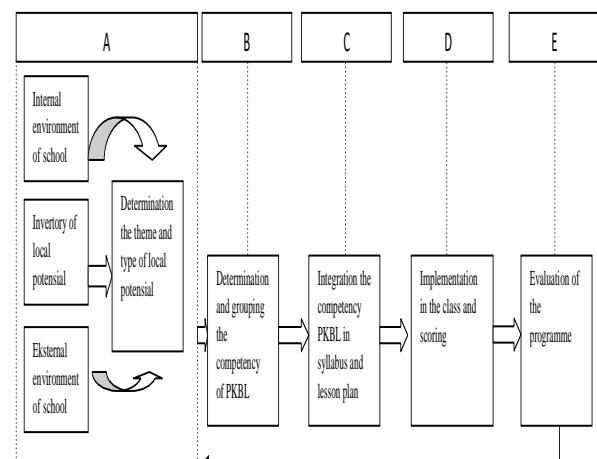 A
B
C
D
E
Internal
environment
of school
Invertory of
local
potensial
Eksternal
environment
of school
Determination
the theme and
type of local
potensial
Determination
and grouping
the
competency
of PKBL
Integration the
competency
PKBL in
syllabus and
lesson plan
Implementation
in the class and
scoring
Evaluation of
the
programme